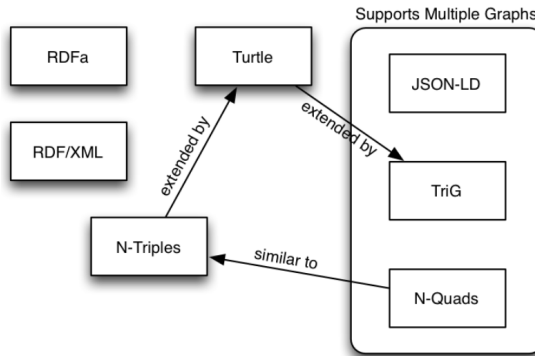 Supports Multiple Graphs
RDFa
Turtle
JSON-LD
extended by
extended by
RDF/XML
TriG
N-Triples
similar to
N-Quads